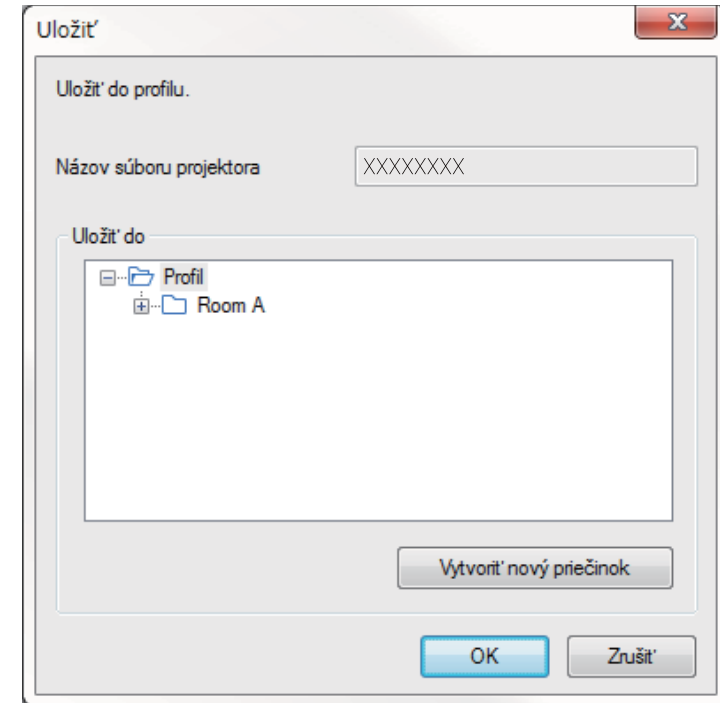 Uložiť
Uložiť do profilu.
Názov súboru projektora XXXXXXXX
Uložiť do
Profil
Room A
Vytvoriť nový priečinok
OK Zrušiť